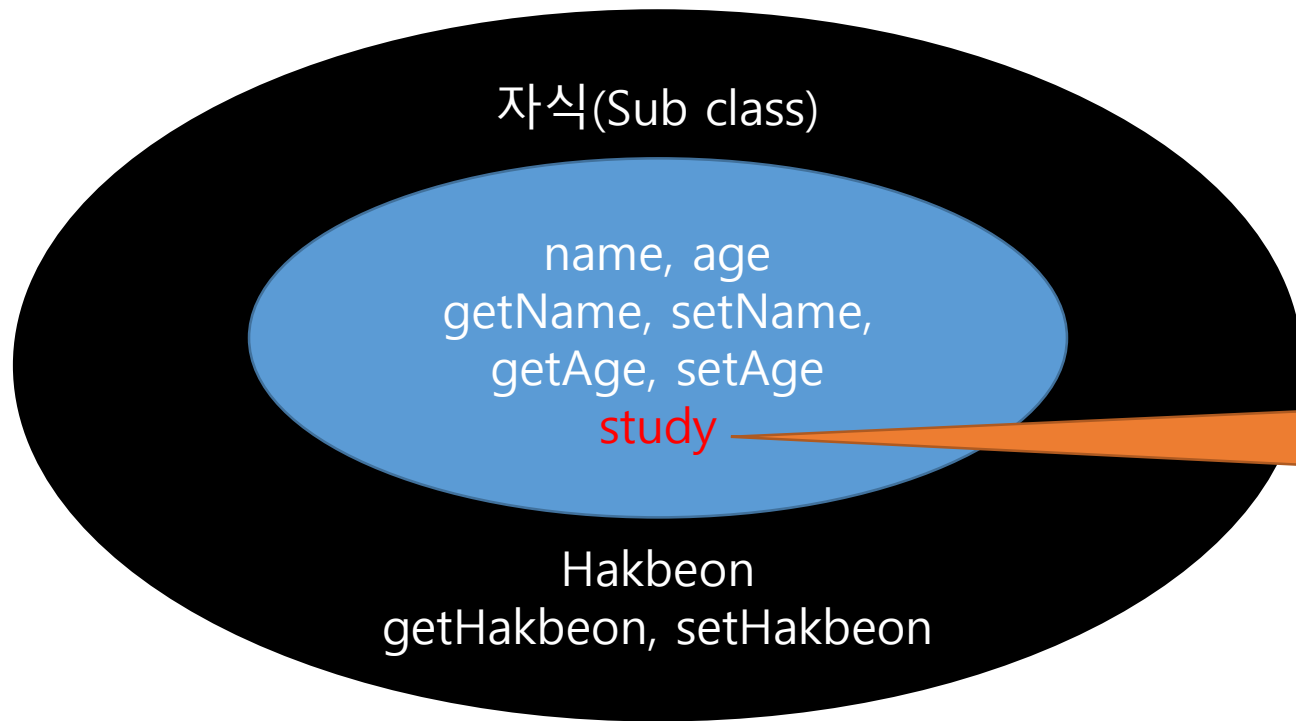 자식(Sub class)
name, age
getName, setName,
getAge, setAge
study
Hakbeon
getHakbeon, setHakbeon